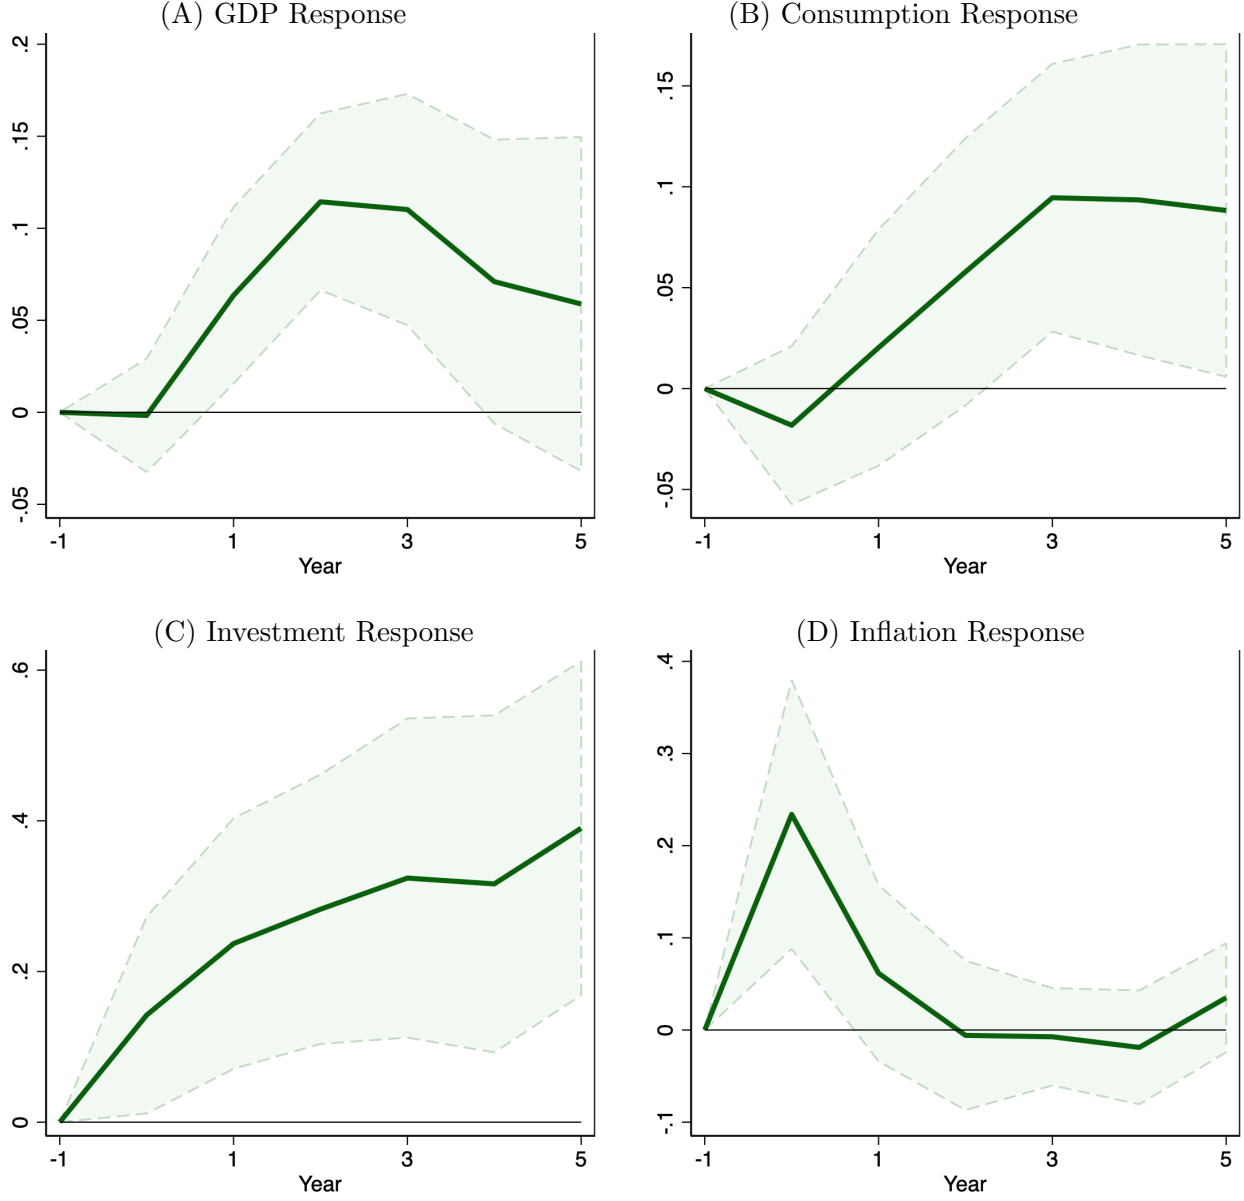 (A) GDP Response
.2
.15
.1
.05
0
-.05
-1 1 3 5
Year
(B) Consumption Response
.15
.1
.05
0
-.05
-1 1 3 5
Year
(C) Investment Response
.6
.4
.2
0
-1 1 3 5
Year
(D) Inflation Response
.4
.3
.2
.1
0
-.1
-1 1 3 5
Year